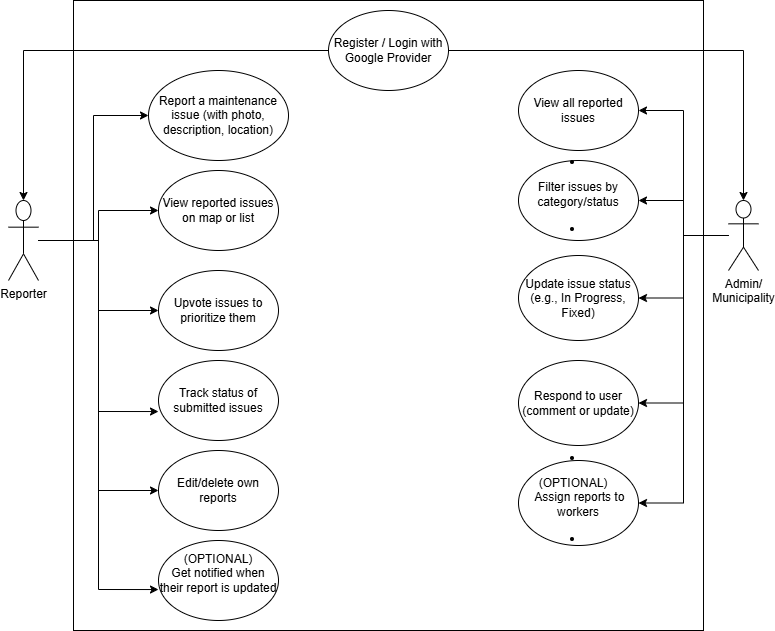 Register / Login with
Google Provider
Report a maintenance
issue (with photo,
description, location)
View reported issues
on map or list
Upvote issues to
prioritize them
Track status of
submitted issues
Edit/delete own
reports
(OPTIONAL)
Get notified when
their report is updated
Reporter
View all reported
issues
Filter issues by
category/status
Update issue status
(e.g., In Progress,
Fixed)
Respond to user
(comment or update)
(OPTIONAL)
Assign reports to
workers
Admin/
Municipality